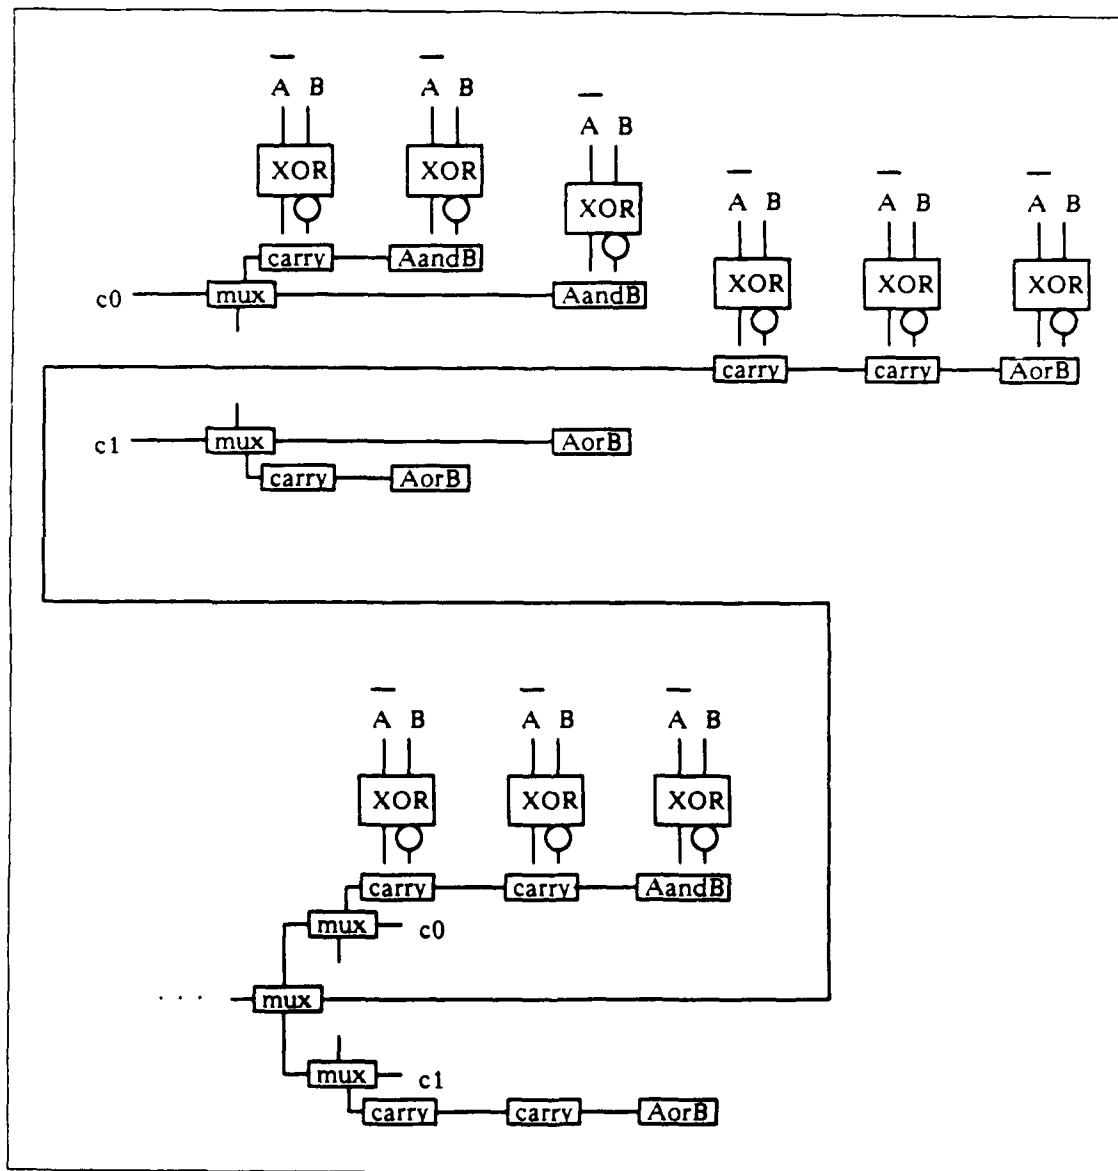 A B A B
A B
XOR XOR
A B A B A B
XOR
carry AandB
XOR XOR XOR
c0 mux AandB
carry carry AorB
c1 mux AorB
carry AorB
A B A B A B
XOR XOR XOR
carry carry AandB
mux c0
. . . mux
mux c1
carry carry AorB